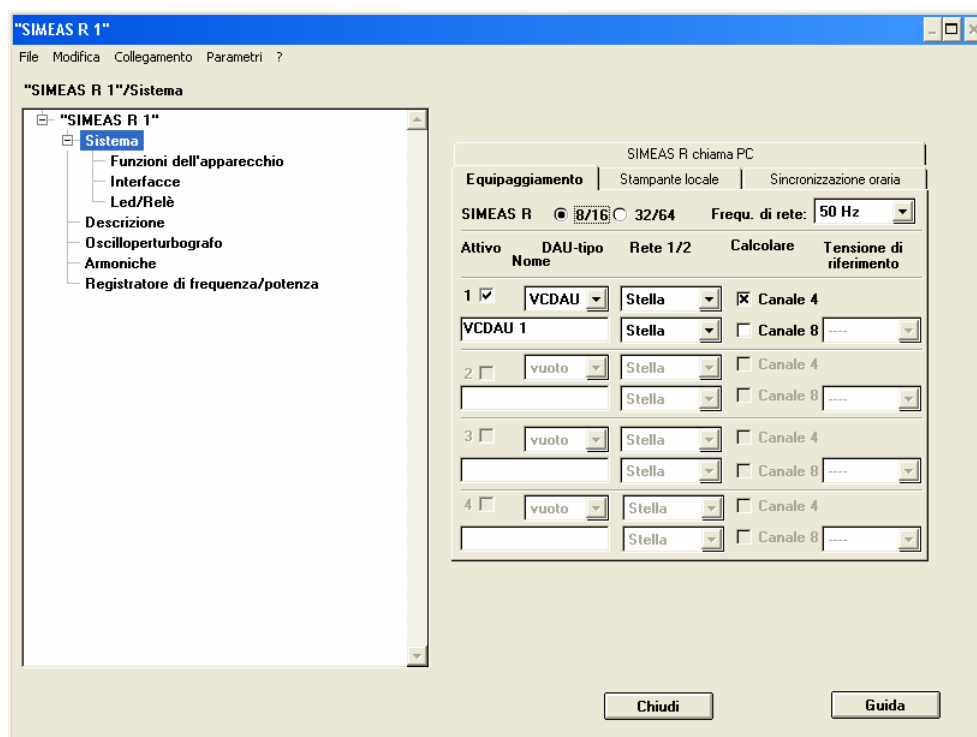 "SIMEAS R 1"
File Modifica Collegamento Parametri ?
"SIMEAS R 1"/Sistema
"SIMEAS R 1"
Sistema
Funzioni dell'apparecchio
Interfacce
Led/Relè
Descrizione
Oscilloperturbografo
Armoniche
Registratore di frequenza/potenza
SIMEAS R chiama PC
Equipaggiamento Stampante locale Sincronizzazione oraria
SIMEAS R 8/16 32/64 Frequ. di rete: 50 Hz
Attivo DAU-tipo Rete 1/2 Calcolare Tensione di
Nome riferimento
1 VCDAU Stella Canale 4
VCDAU 1 Stella Canale 8 ----
2 vuoto Stella Canale 4
Stella Canale 8 ----
3 vuoto Stella Canale 4
Stella Canale 8 ----
4 vuoto Stella Canale 4
Stella Canale 8 ----
Chiudi Guida